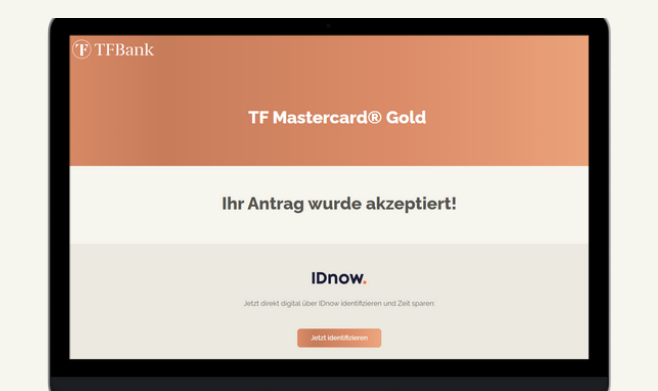 TFBank
TF Mastercard® Gold
Ihr Antrag wurde akzeptiert!
IDnow.
Jetzt direkt digital über IDnow identifizieren und Zeit sparen:
Jetzt identifizieren